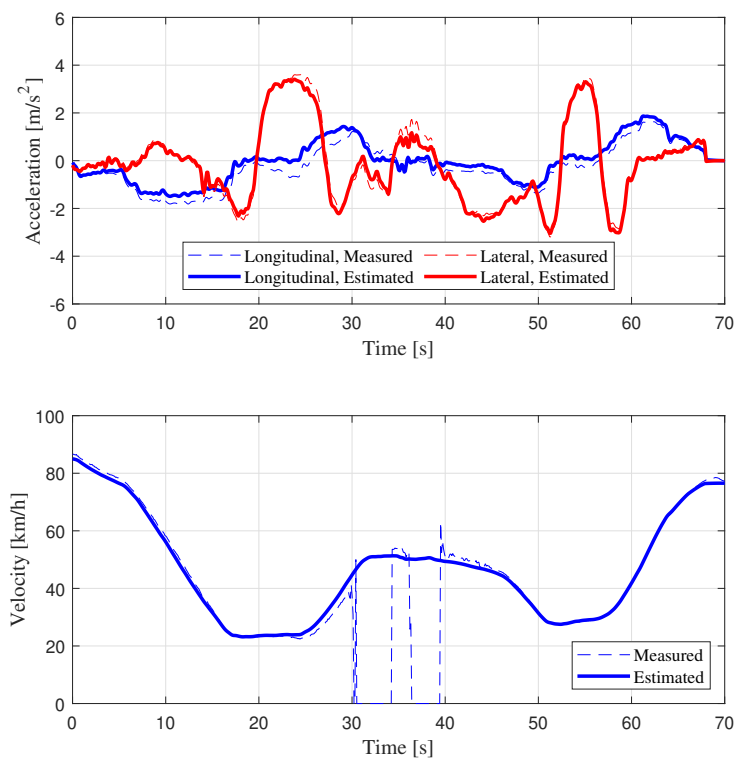 6
4
2
0
-2
-4
-6
Acceleration [m/s²]
Longitudinal, Measured
Lateral, Measured
Longitudinal, Estimated
Lateral, Estimated
0 10 20 30 40 50 60 70
Time [s]
100
80
60
40
20
0
Velocity [km/h]
Measured
Estimated
0 10 20 30 40 50 60 70
Time [s]